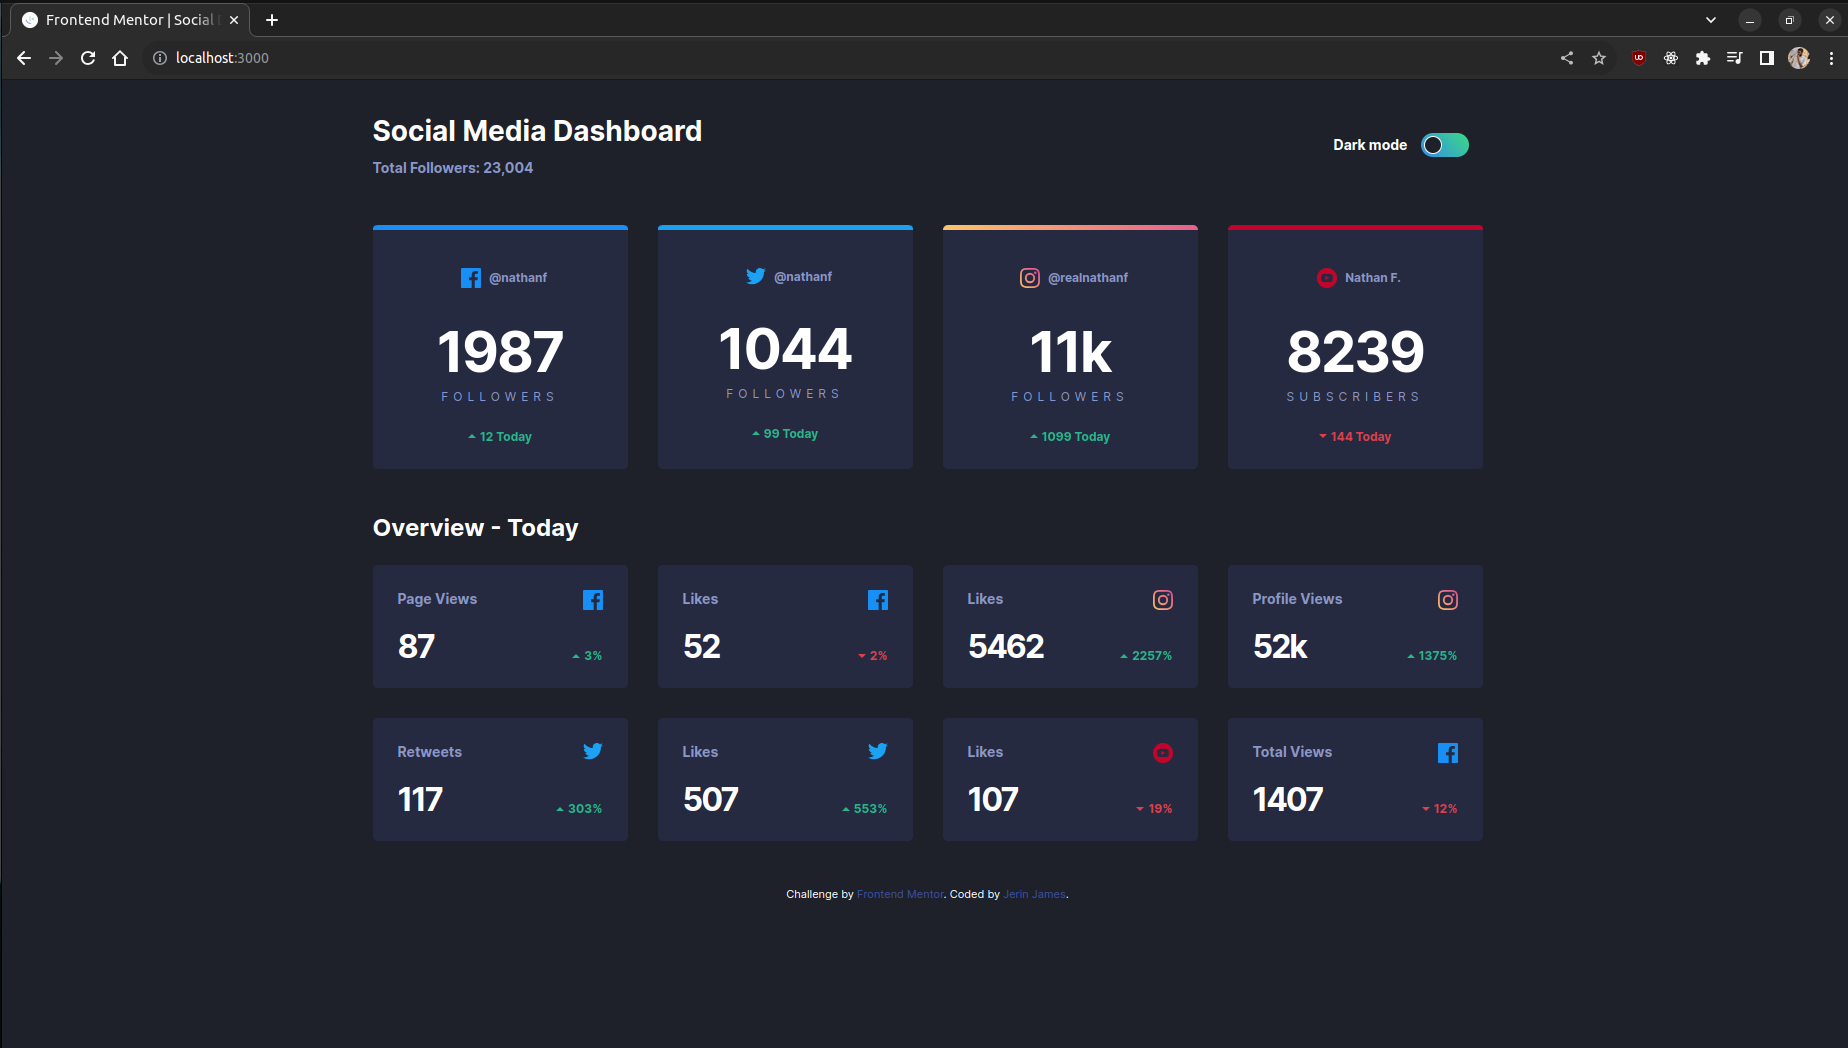 Frontend Mentor | Social
localhost:3000
Social Media Dashboard
Total Followers: 23,004
Dark mode
@nathanf
1987
FOLLOWERS
12 Today
@nathanf
1044
FOLLOWERS
99 Today
@realnathanf
11k
FOLLOWERS
1099 Today
Nathan F.
8239
SUBSCRIBERS
144 Today
Overview - Today
Page Views
87
3%
Likes
52
2%
Likes
5462
2257%
Profile Views
52k
1375%
Retweets
117
303%
Likes
507
553%
Likes
107
19%
Total Views
1407
12%
Challenge by Frontend Mentor. Coded by Jerin James.